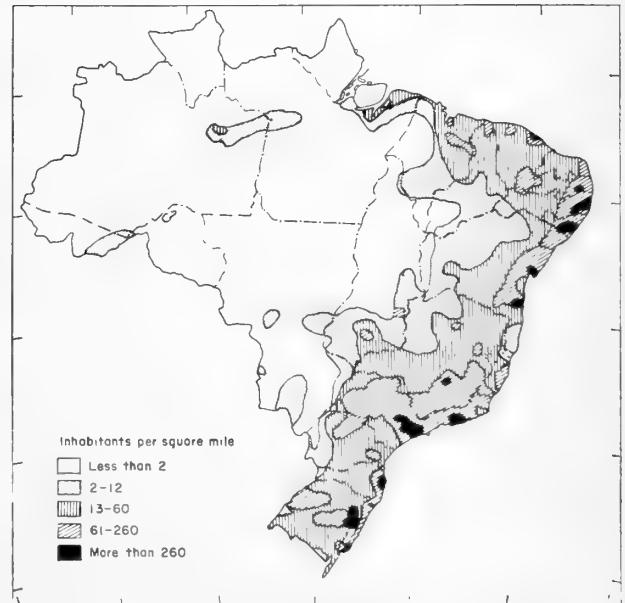 Inhabitants per square mile
Less than 2
2-12
13-60
61-260
More than 260